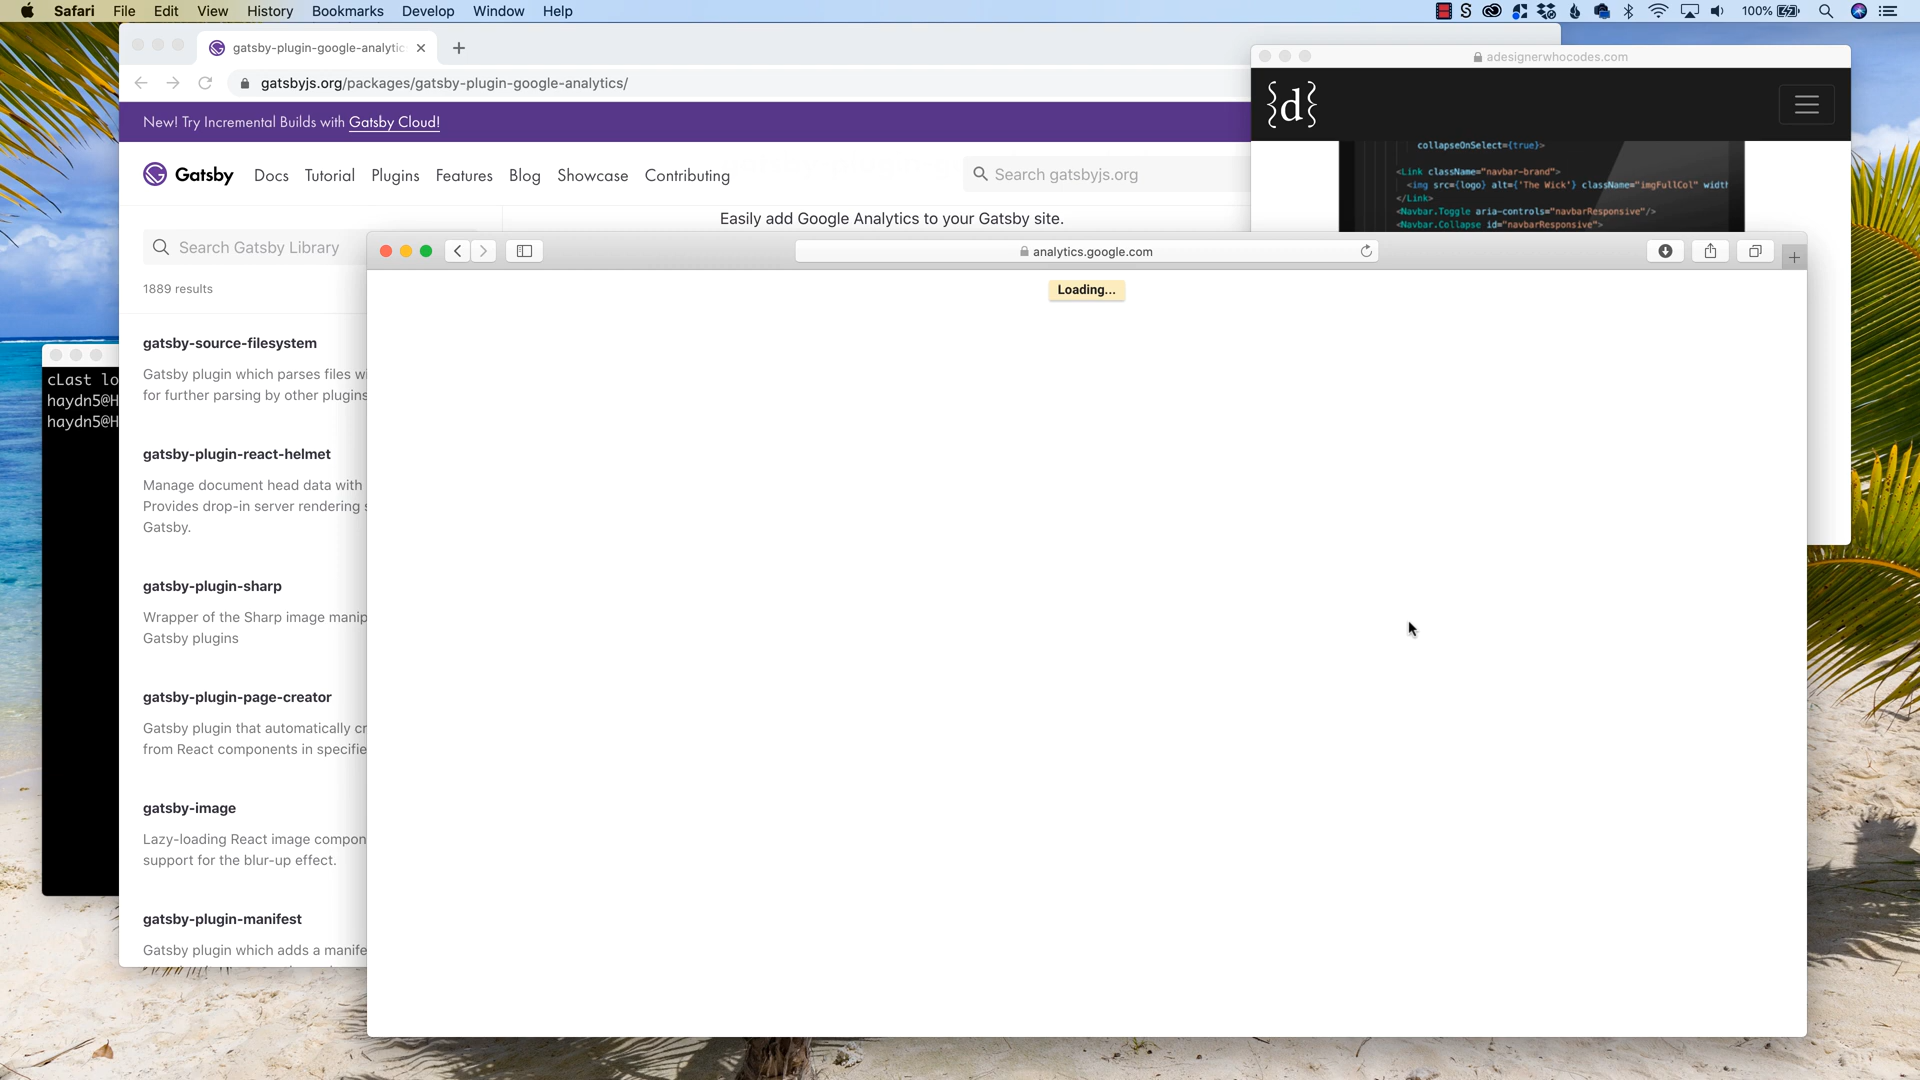 Safari File Edit View History Bookmarks Develop Window Help
100%
gatsby-plugin-google-analytic
gatsbyjs.org/packages/gatsby-plugin-google-analytics/
adesignerwhocodes.com
{d}
New! Try Incremental Builds with Gatsby Cloud!
Gatsby Docs Tutorial Plugins Features Blog Showcase Contributing
Search gatsbyjs.org
collapseOnSelect={true}>
<Link className="navbar-brand">
<img src={logo} alt={'The Wick'} className="imgFullCol" width
</Link>
<Navbar.Toggle aria-controls="navbarResponsive"/>
<Navbar.Collapse id="navbarResponsive">
Easily add Google Analytics to your Gatsby site.
Search Gatsby Library
1889 results
analytics.google.com
Loading...
cLast lo
haydn5@H
haydn5@H
gatsby-source-filesystem
Gatsby plugin which parses files wi
for further parsing by other plugins
gatsby-plugin-react-helmet
Manage document head data with
Provides drop-in server rendering s
Gatsby.
gatsby-plugin-sharp
Wrapper of the Sharp image manip
Gatsby plugins
gatsby-plugin-page-creator
Gatsby plugin that automatically cr
from React components in specifie
gatsby-image
Lazy-loading React image compon
support for the blur-up effect.
gatsby-plugin-manifest
Gatsby plugin which adds a manife